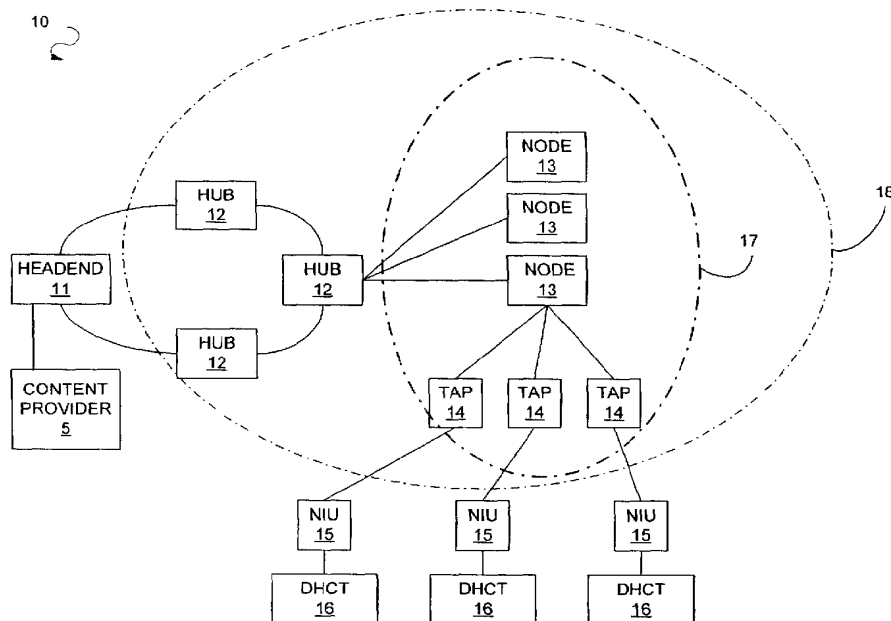 10
NODE
13
HUB
12
NODE
13
18
17
HEADEND
11
HUB
12
NODE
13
HUB
12
CONTENT
PROVIDER
5
TAP
14
TAP
14
TAP
14
NIU
15
NIU
15
NIU
15
DHCT
16
DHCT
16
DHCT
16